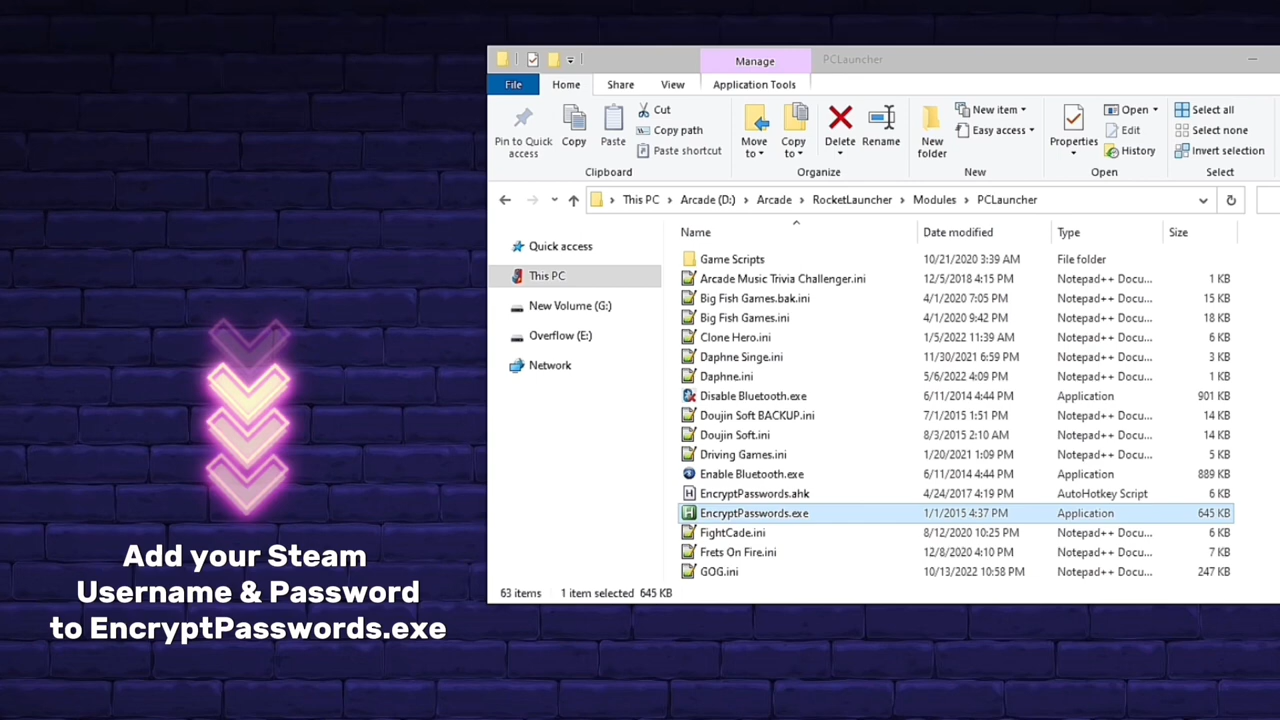 Manage
PCLauncher
File
Home
Share
View
Application Tools
Pin to Quick
access
Copy
Paste
Cut
Copy path
Paste shortcut
Clipboard
Move
to
Copy
to
Delete
Rename
Organize
New
folder
New item
Easy access
New
Properties
Open
Edit
History
Open
Select all
Select none
Invert selection
Select
This PC > Arcade (D:) > Arcade > RocketLauncher > Modules > PCLauncher
Quick access
This PC
New Volume (G:)
Overflow (E:)
Network
Name Date modified Type Size
Game Scripts 10/21/2020 3:39 AM File folder
Arcade Music Trivia Challenger.ini 12/5/2018 4:15 PM Notepad++ Docu... 1 KB
Big Fish Games.bak.ini 4/1/2020 7:05 PM Notepad++ Docu... 15 KB
Big Fish Games.ini 4/1/2020 9:42 PM Notepad++ Docu... 18 KB
Clone Hero.ini 1/5/2022 11:39 AM Notepad++ Docu... 6 KB
Daphne Singe.ini 11/30/2021 6:59 PM Notepad++ Docu... 3 KB
Daphne.ini 5/6/2022 4:09 PM Notepad++ Docu... 1 KB
Disable Bluetooth.exe 6/11/2014 4:44 PM Application 901 KB
Doujin Soft BACKUP.ini 7/1/2015 1:51 PM Notepad++ Docu... 14 KB
Doujin Soft.ini 8/3/2015 2:10 AM Notepad++ Docu... 14 KB
Driving Games.ini 1/20/2021 1:09 PM Notepad++ Docu... 5 KB
Enable Bluetooth.exe 6/11/2014 4:44 PM Application 889 KB
EncryptPasswords.ahk 4/24/2017 4:19 PM AutoHotkey Script 6 KB
EncryptPasswords.exe 1/1/2015 4:37 PM Application 645 KB
FightCade.ini 8/12/2020 10:25 PM Notepad++ Docu... 6 KB
Frets On Fire.ini 12/8/2020 4:10 PM Notepad++ Docu... 7 KB
GOG.ini 10/13/2022 10:58 PM Notepad++ Docu... 247 KB
63 items 1 item selected 645 KB
Add your Steam
Username & Password
to EncryptPasswords.exe